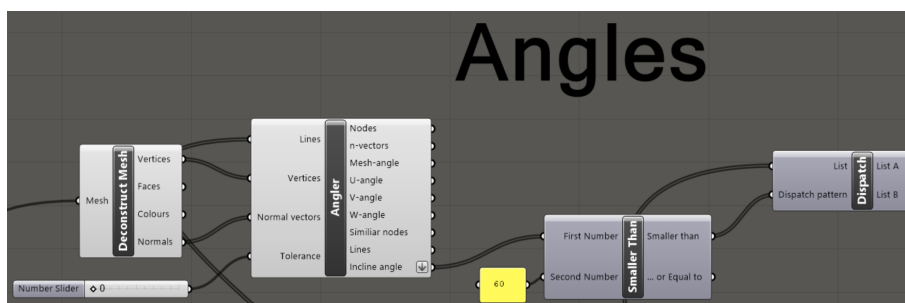 Angles
Deconstruct Mesh
Mesh
Vertices
Faces
Colours
Normals
Number Slider
0
Angler
Lines
Vertices
Normal vectors
Tolerance
Nodes
n-vectors
Mesh-angle
U-angle
V-angle
W-angle
Similiar nodes
Lines
Incline angle
60
Smaller Than
First Number
Second Number
Smaller than
... or Equal to
Dispatch
List
Dispatch pattern
List A
List B